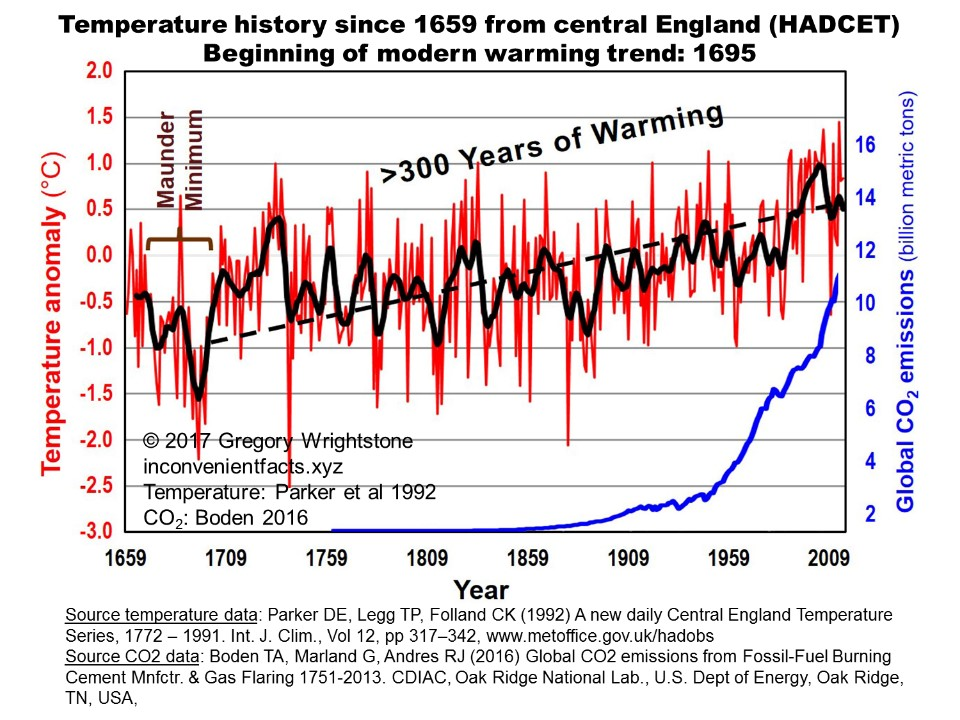 Temperature history since 1659 from central England (HADCET)
Beginning of modern warming trend: 1695
2.0
1.5
1.0
0.5
0.0
-0.5
-1.0
-1.5
-2.0
-2.5
-3.0
Temperature anomaly (°C)
Maunder
Minimum
>300 Years of Warming
16
14
12
10
8
6
4
2
Global CO2 emissions (billion metric tons)
© 2017 Gregory Wrightstone
inconvenientfacts.xyz
Temperature: Parker et al 1992
CO2: Boden 2016
1659 1709 1759 1809 1859 1909 1959 2009
Year
Source temperature data: Parker DE, Legg TP, Folland CK (1992) A new daily Central England Temperature
Series, 1772 – 1991. Int. J. Clim., Vol 12, pp 317–342, www.metoffice.gov.uk/hadobs
Source CO2 data: Boden TA, Marland G, Andres RJ (2016) Global CO2 emissions from Fossil-Fuel Burning
Cement Mnfctr. & Gas Flaring 1751-2013. CDIAC, Oak Ridge National Lab., U.S. Dept of Energy, Oak Ridge,
TN, USA,